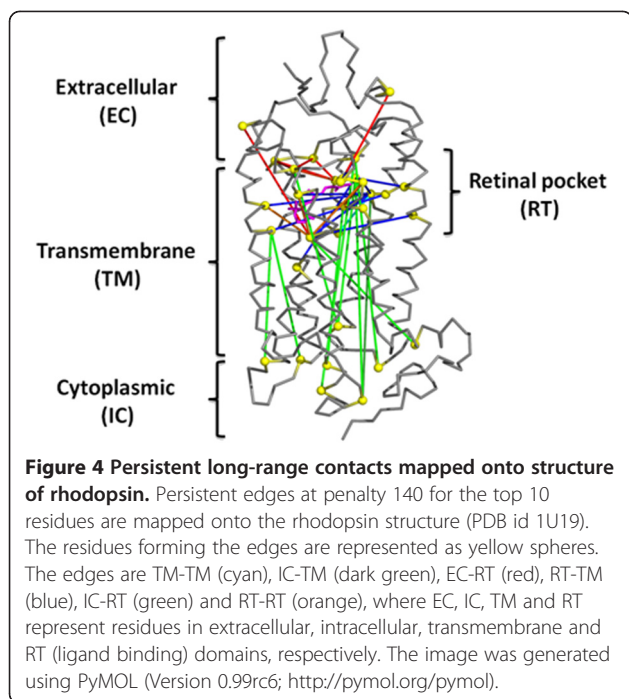 Extracellular
(EC)
Retinal pocket
(RT)
Transmembrane
(TM)
Cytoplasmic
(IC)
Figure 4 Persistent long-range contacts mapped onto structure
of rhodopsin. Persistent edges at penalty 140 for the top 10
residues are mapped onto the rhodopsin structure (PDB id 1U19).
The residues forming the edges are represented as yellow spheres.
The edges are TM-TM (cyan), IC-TM (dark green), EC-RT (red), RT-TM
(blue), IC-RT (green) and RT-RT (orange), where EC, IC, TM and RT
represent residues in extracellular, intracellular, transmembrane and
RT (ligand binding) domains, respectively. The image was generated
using PyMOL (Version 0.99rc6; http://pymol.org/pymol).